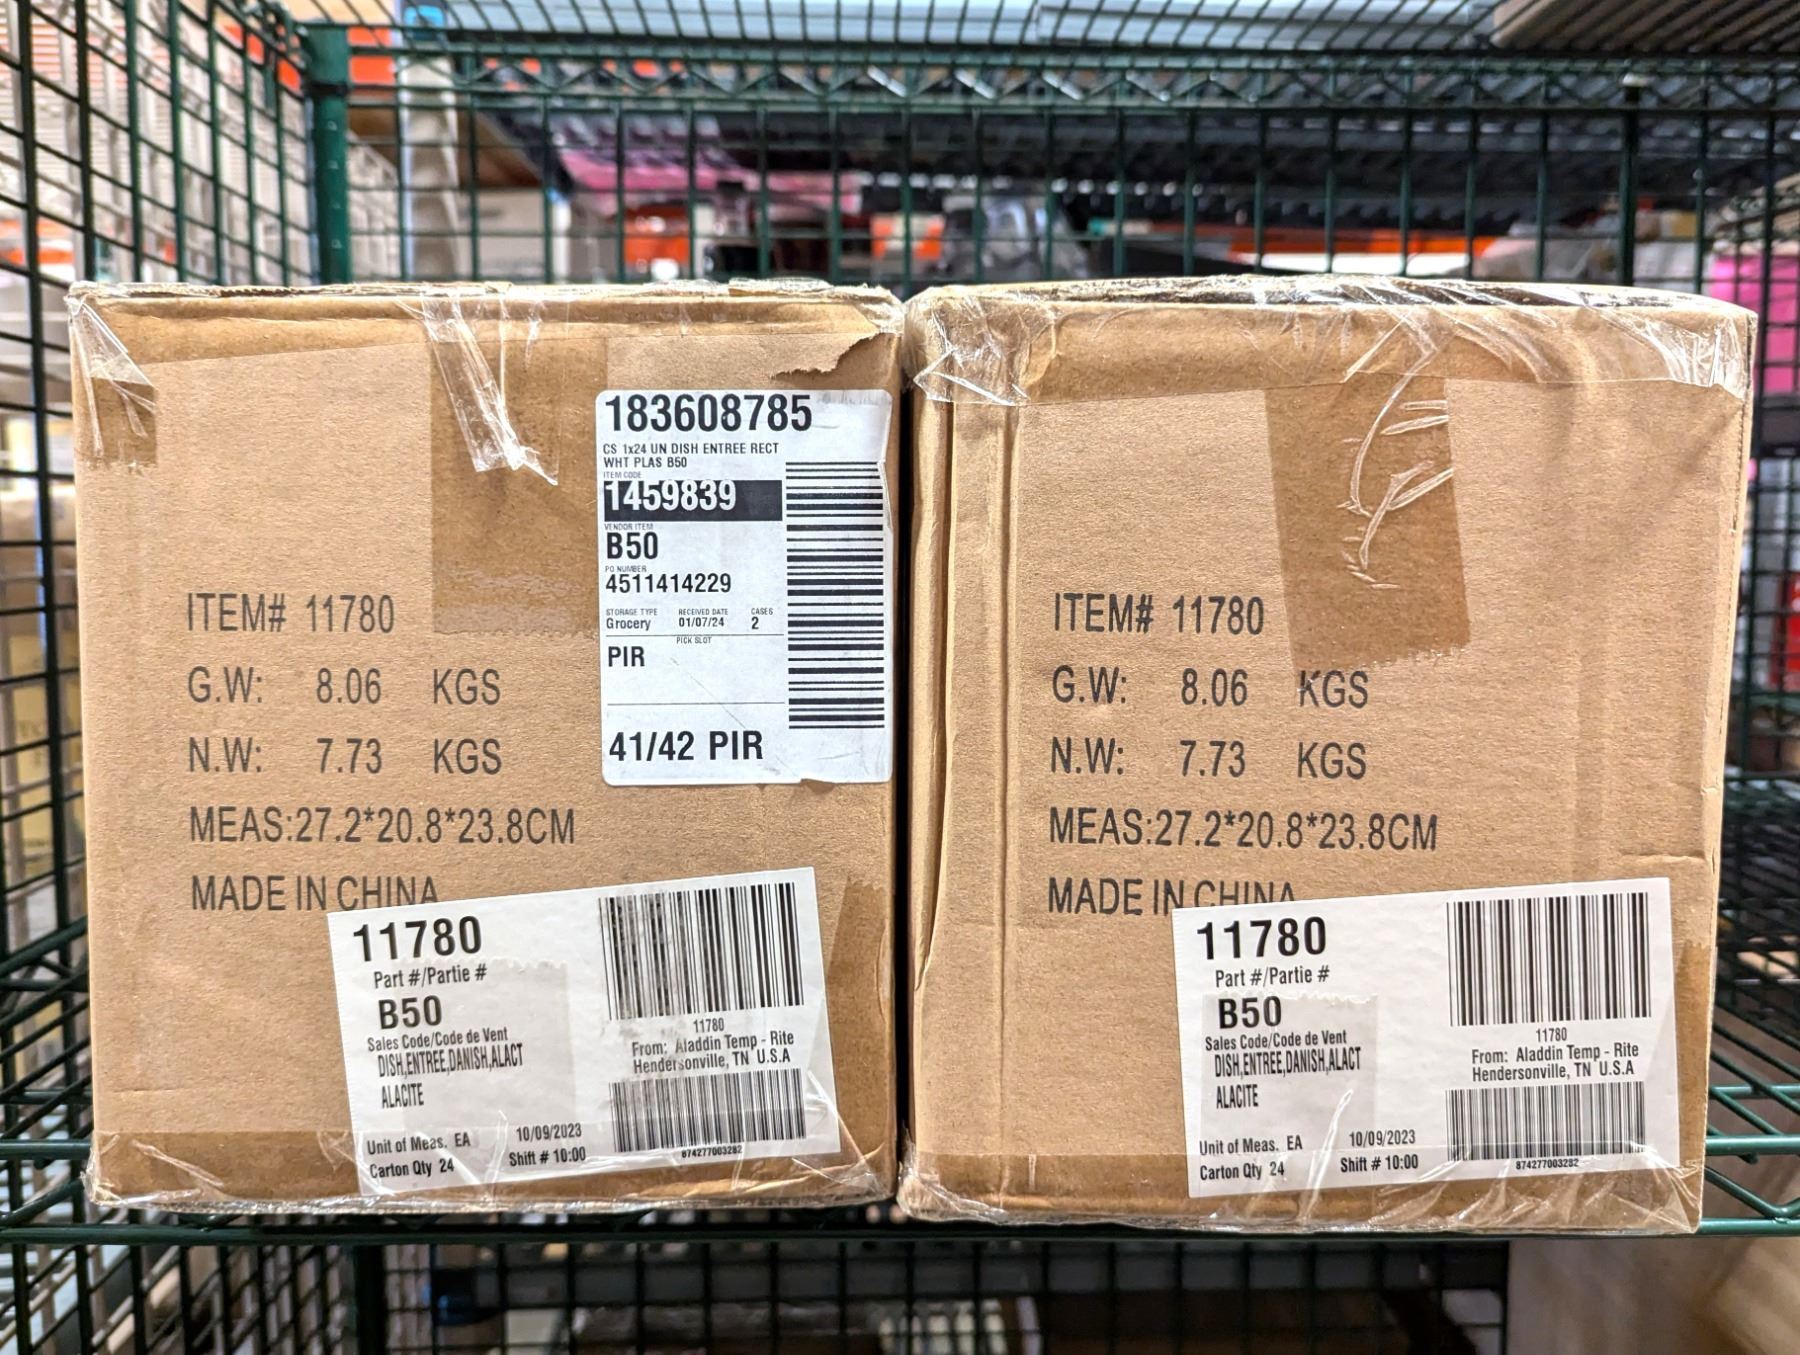 183608785
CS 1x24 UN DISH ENTREE RECT
WHT PLAS B50
ITEM CODE
1459839
VENDOR ITEM
B50
PO NUMBER
4511414229
STORAGE TYPE RECEIVED DATE CASES
Grocery 01/07/24 2
PICK SLOT
PIR
41/42 PIR
ITEM# 11780
G.W: 8.06 KGS
N.W: 7.73 KGS
MEAS:27.2*20.8*23.8CM
MADE IN CHINA
11780
Part #/Partie #
B50
Sales Code/Code de Vent
DISH,ENTREE,DANISH,ALACT
ALACITE
Unit of Meas. EA
Carton Qty 24
10/09/2023
Shift # 10:00
11780
From: Aladdin Temp - Rite
Hendersonville, TN U.S.A
874277003282
ITEM# 11780
G.W: 8.06 KGS
N.W: 7.73 KGS
MEAS:27.2*20.8*23.8CM
MADE IN CHINA
11780
Part #/Partie #
B50
Sales Code/Code de Vent
DISH,ENTREE,DANISH,ALACT
ALACITE
Unit of Meas. EA
Carton Qty 24
10/09/2023
Shift # 10:00
11780
From: Aladdin Temp - Rite
Hendersonville, TN U.S.A
874277003282